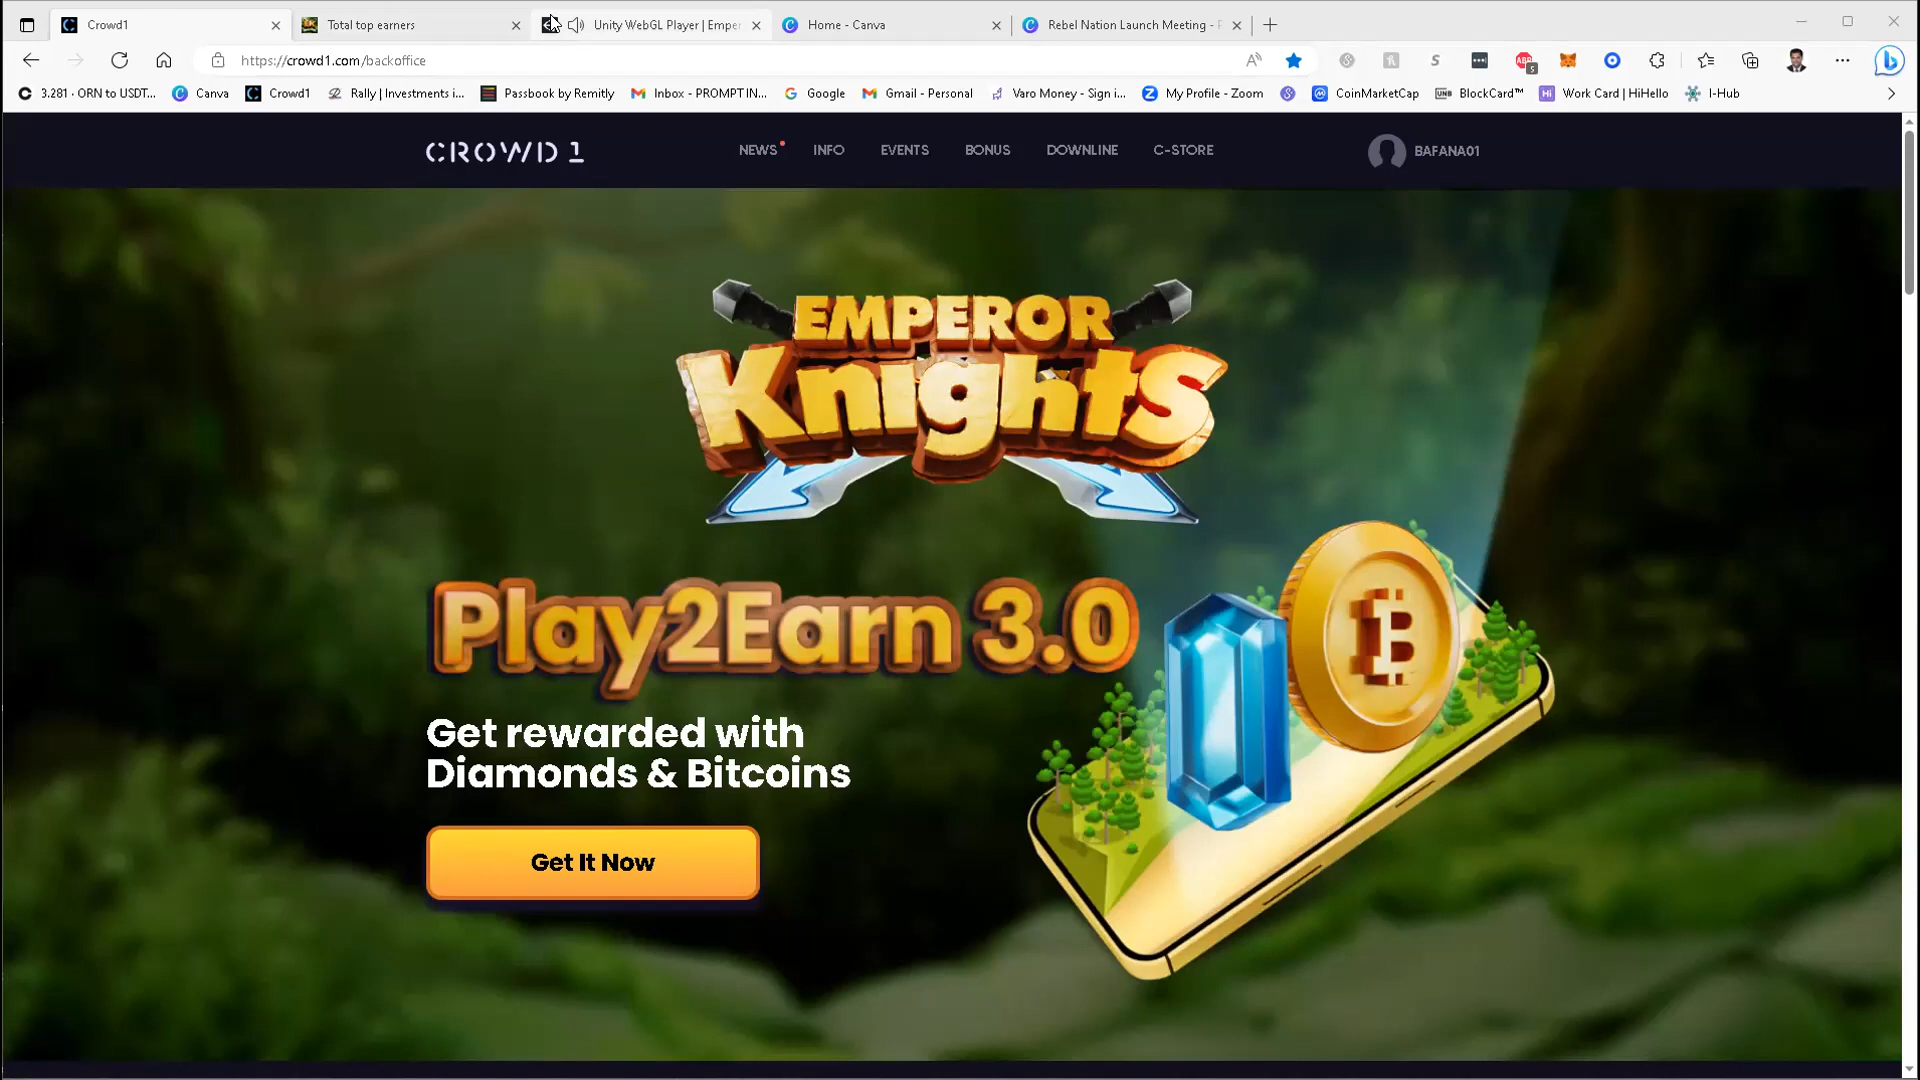 Crowd1
Total top earners
Unity WebGL Player | Emper
Home - Canva
Rebel Nation Launch Meeting -
https://crowd1.com/backoffice
3.281 · ORN to USDT...
Canva
Crowd1
Rally | Investments i...
Passbook by Remitly
Inbox - PROMPT IN...
Google
Gmail - Personal
Varo Money - Sign i...
My Profile - Zoom
CoinMarketCap
BlockCard™
Work Card | HiHello
I-Hub
CROWD 1
NEWS
INFO
EVENTS
BONUS
DOWNLINE
C-STORE
BAFANA01
EMPEROR
Knights
Play2Earn 3.0
Get rewarded with
Diamonds & Bitcoins
Get It Now